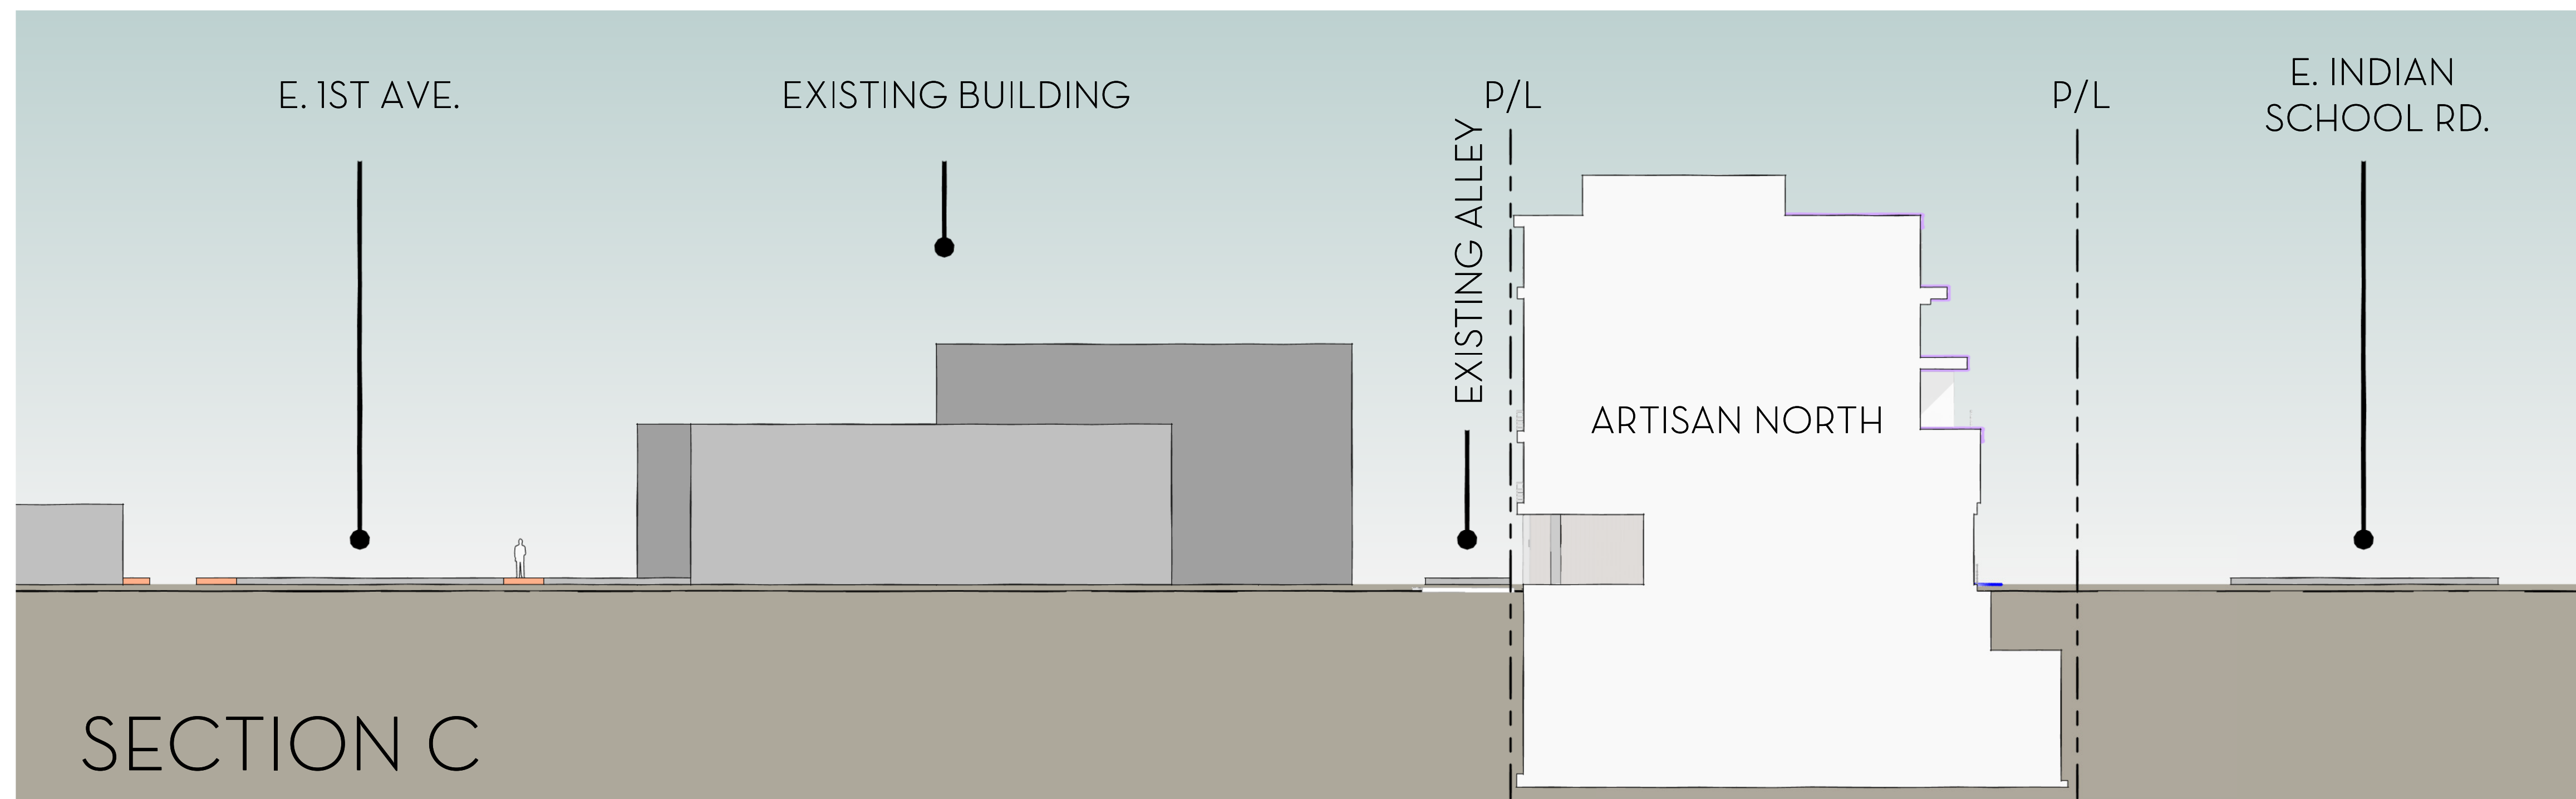 E. 1ST AVE.
EXISTING BUILDING
EXISTING ALLEY
P/L
P/L
E. INDIAN
SCHOOL RD.
ARTISAN NORTH
SECTION C